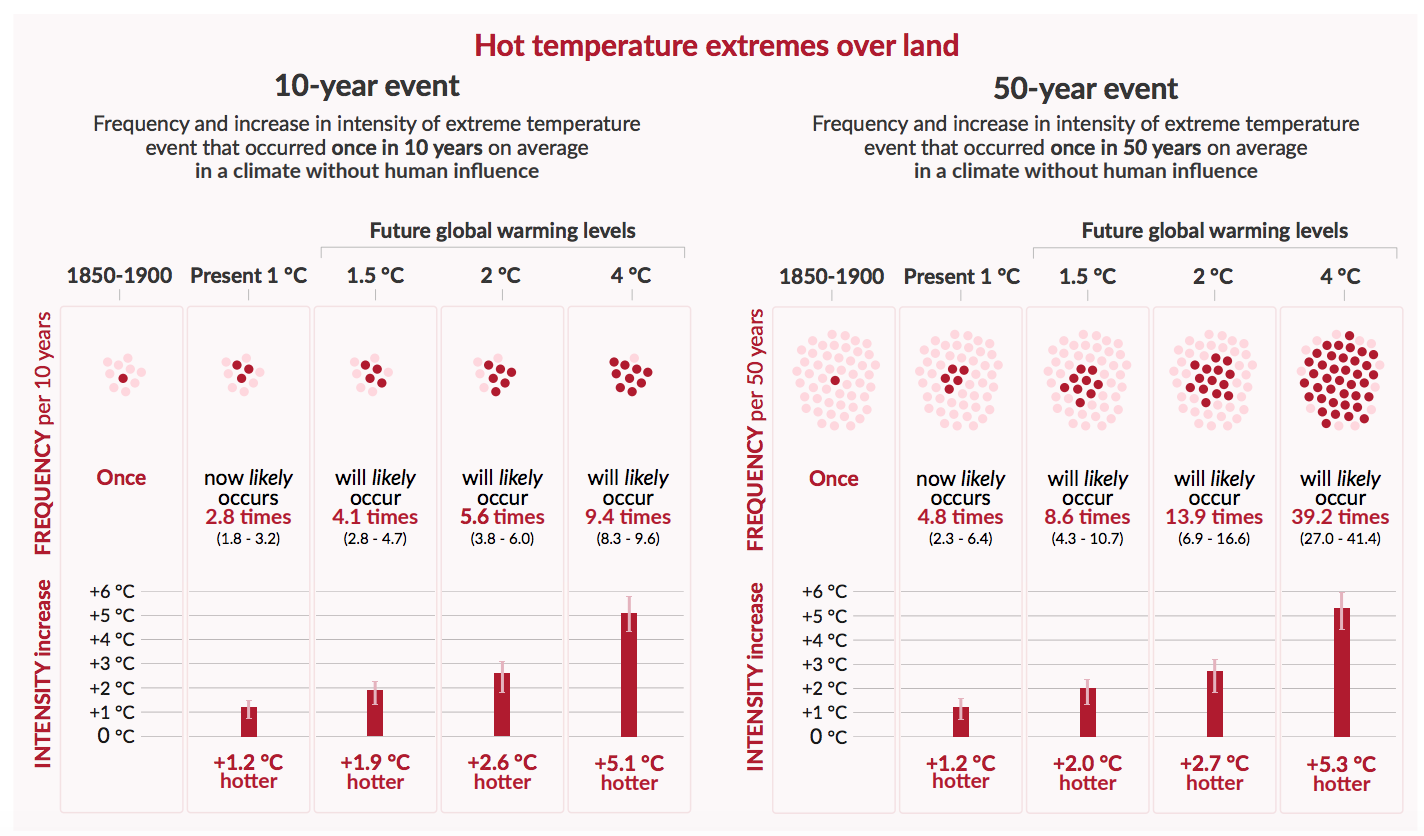 Hot temperature extremes over land
10-year event
Frequency and increase in intensity of extreme temperature
event that occurred once in 10 years on average
in a climate without human influence
Future global warming levels
1850-1900 Present 1 °C 1.5 °C 2 °C 4 °C
FREQUENCY per 10 years
Once
now likely
occurs
2.8 times
(1.8 - 3.2)
will likely
occur
4.1 times
(2.8 - 4.7)
will likely
occur
5.6 times
(3.8 - 6.0)
will likely
occur
9.4 times
(8.3 - 9.6)
INTENSITY increase
+6 °C
+5 °C
+4 °C
+3 °C
+2 °C
+1 °C
0 °C
+1.2 °C
hotter
+1.9 °C
hotter
+2.6 °C
hotter
+5.1 °C
hotter
50-year event
Frequency and increase in intensity of extreme temperature
event that occurred once in 50 years on average
in a climate without human influence
Future global warming levels
1850-1900 Present 1 °C 1.5 °C 2 °C 4 °C
FREQUENCY per 50 years
Once
now likely
occurs
4.8 times
(2.3 - 6.4)
will likely
occur
8.6 times
(4.3 - 10.7)
will likely
occur
13.9 times
(6.9 - 16.6)
will likely
occur
39.2 times
(27.0 - 41.4)
INTENSITY increase
+6 °C
+5 °C
+4 °C
+3 °C
+2 °C
+1 °C
0 °C
+1.2 °C
hotter
+2.0 °C
hotter
+2.7 °C
hotter
+5.3 °C
hotter